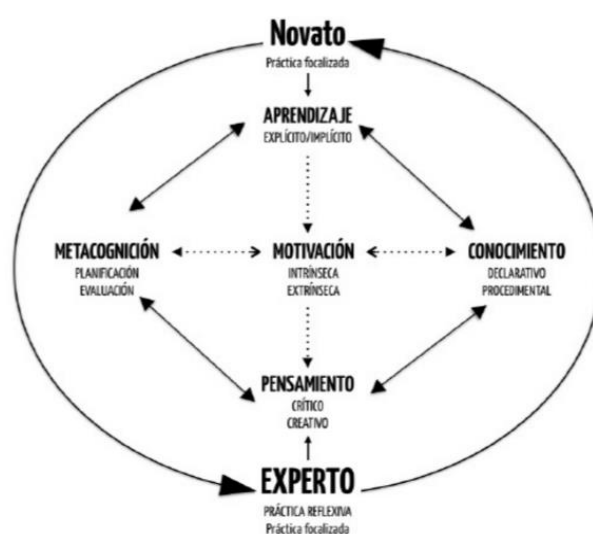 Novato
Práctica focalizada
APRENDIZAJE
EXPLÍCITO/IMPLÍCITO
METACOGNICIÓN
PLANIFICACIÓN
EVALUACIÓN
MOTIVACIÓN
INTRÍNSECA
EXTRÍNSECA
CONOCIMIENTO
DECLARATIVO
PROCEDIMENTAL
PENSAMIENTO
CRÍTICO
CREATIVO
EXPERTO
PRÁCTICA REFLEXIVA
Práctica focalizada